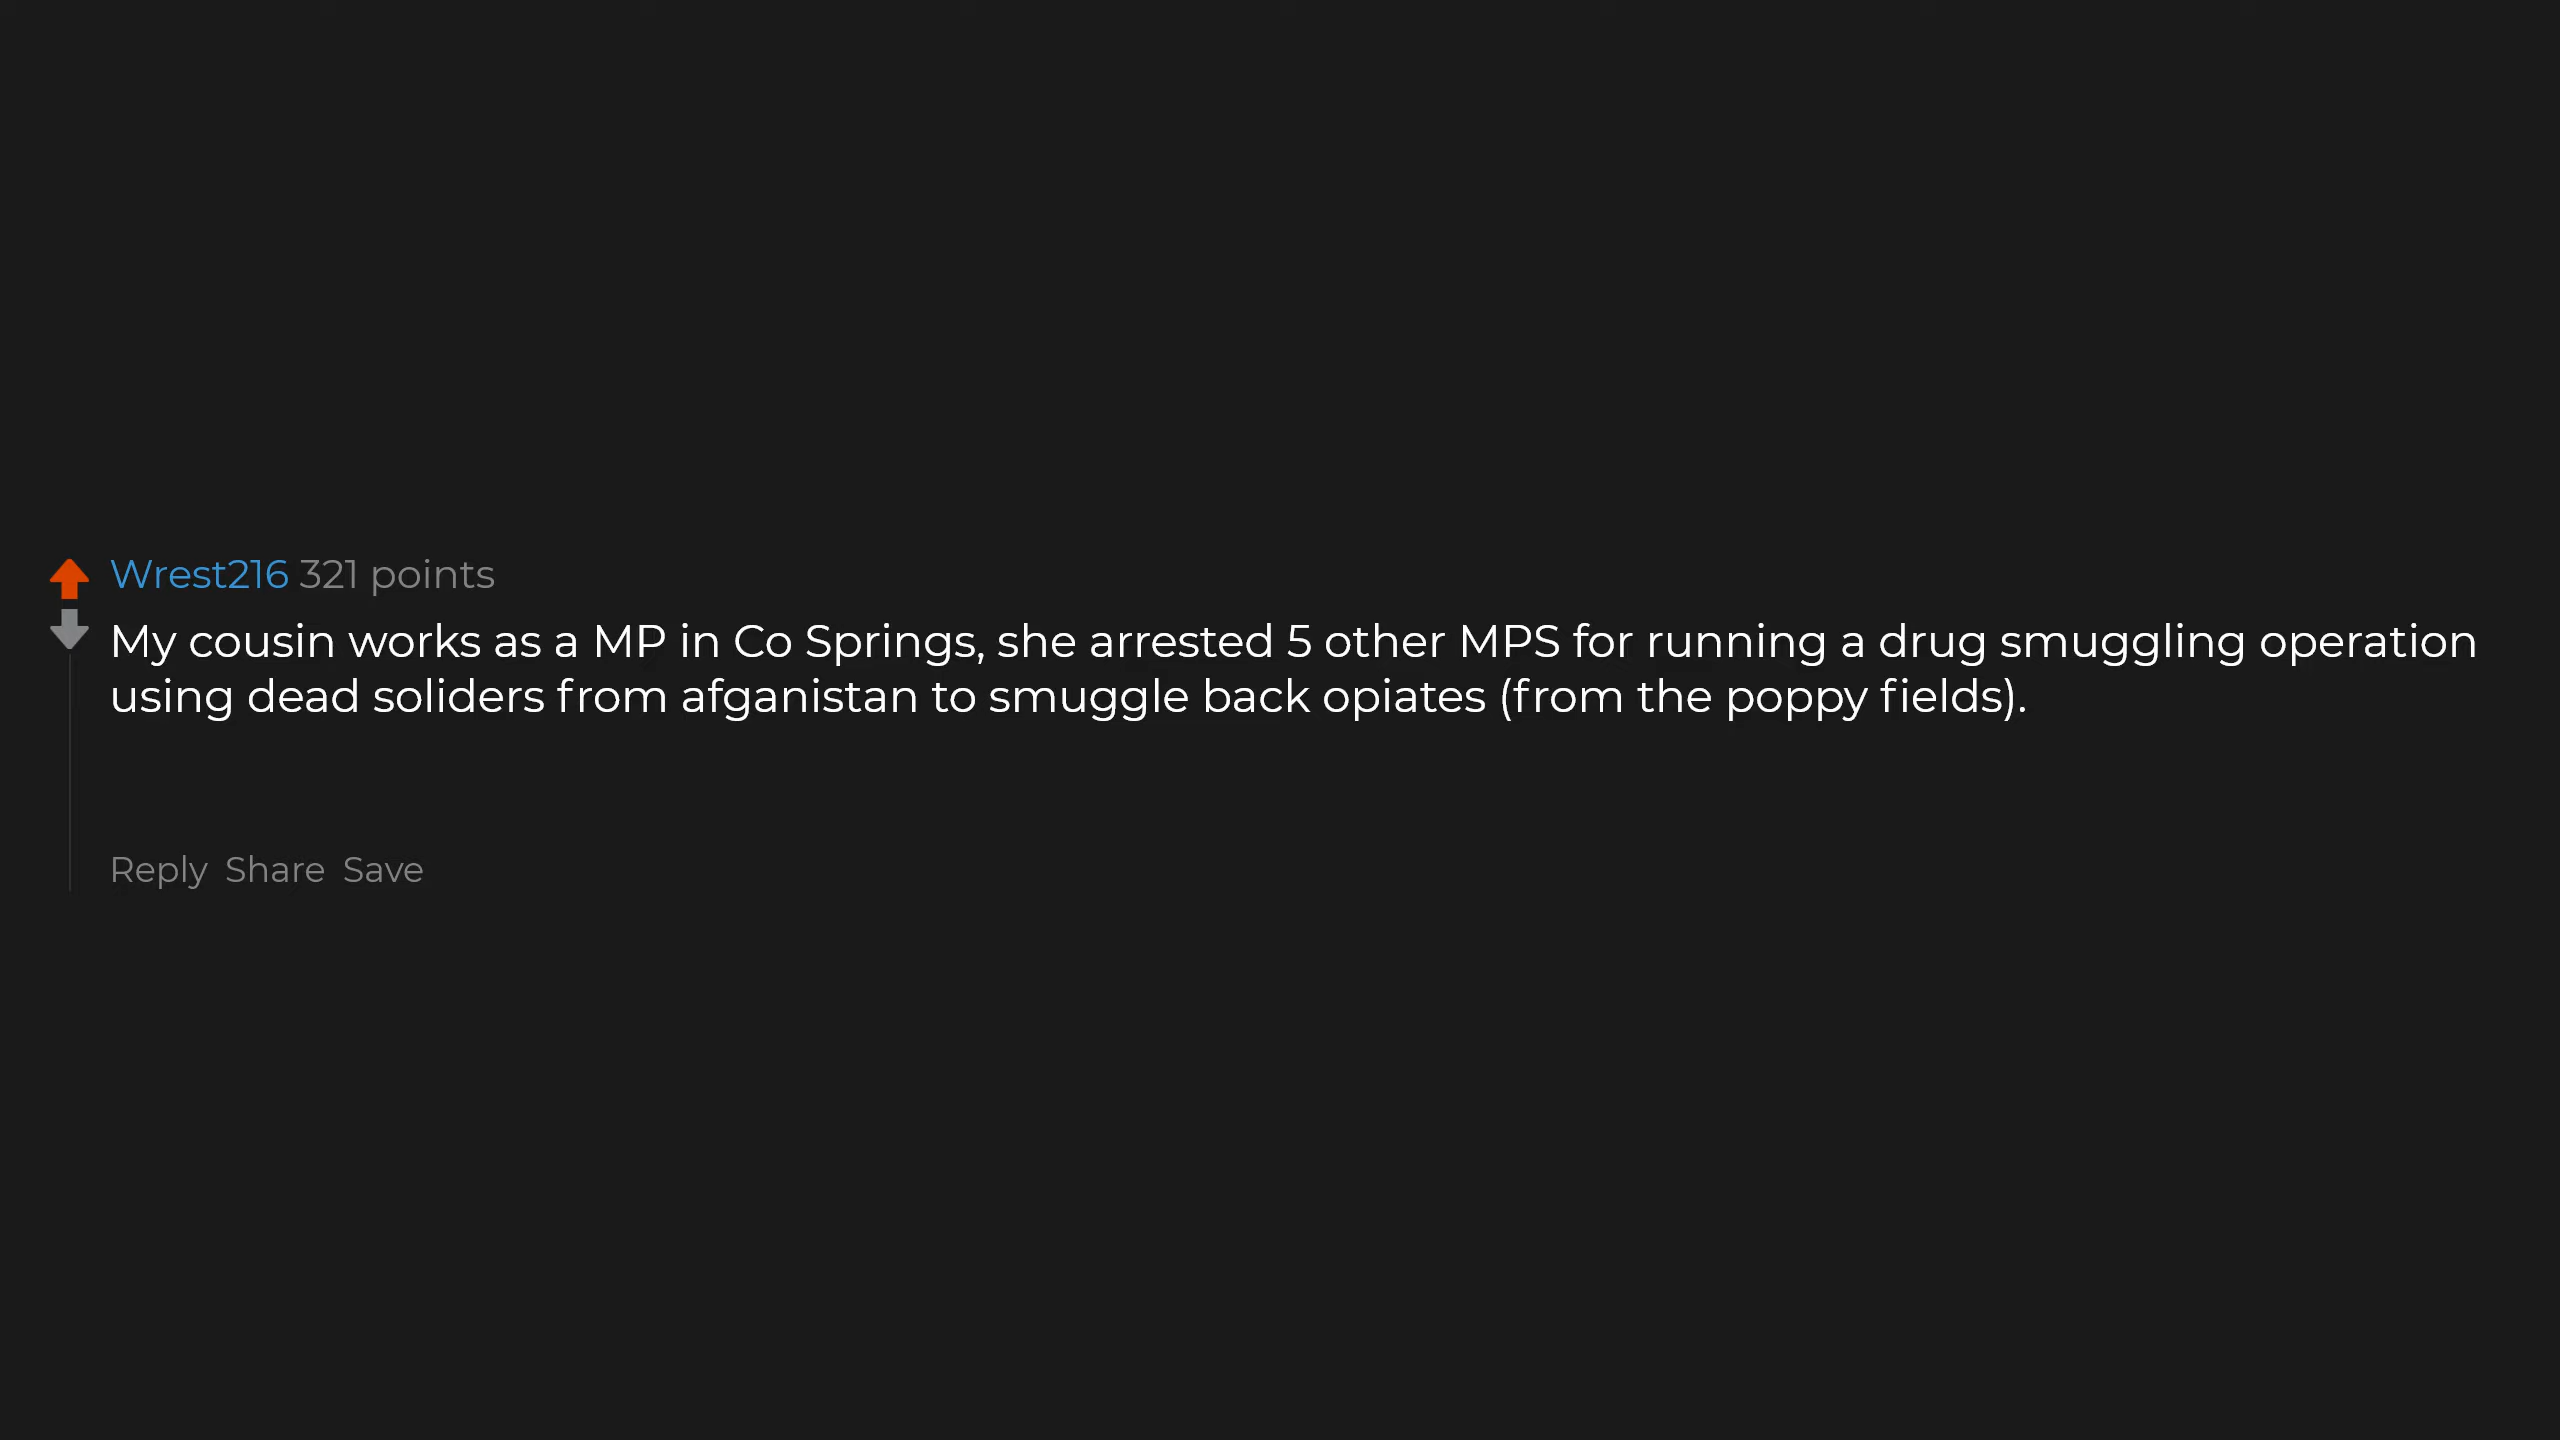 Wrest216 321 points
My cousin works as a MP in Co Springs, she arrested 5 other MPS for running a drug smuggling operation
using dead soliders from afganistan to smuggle back opiates (from the poppy fields).
Reply Share Save